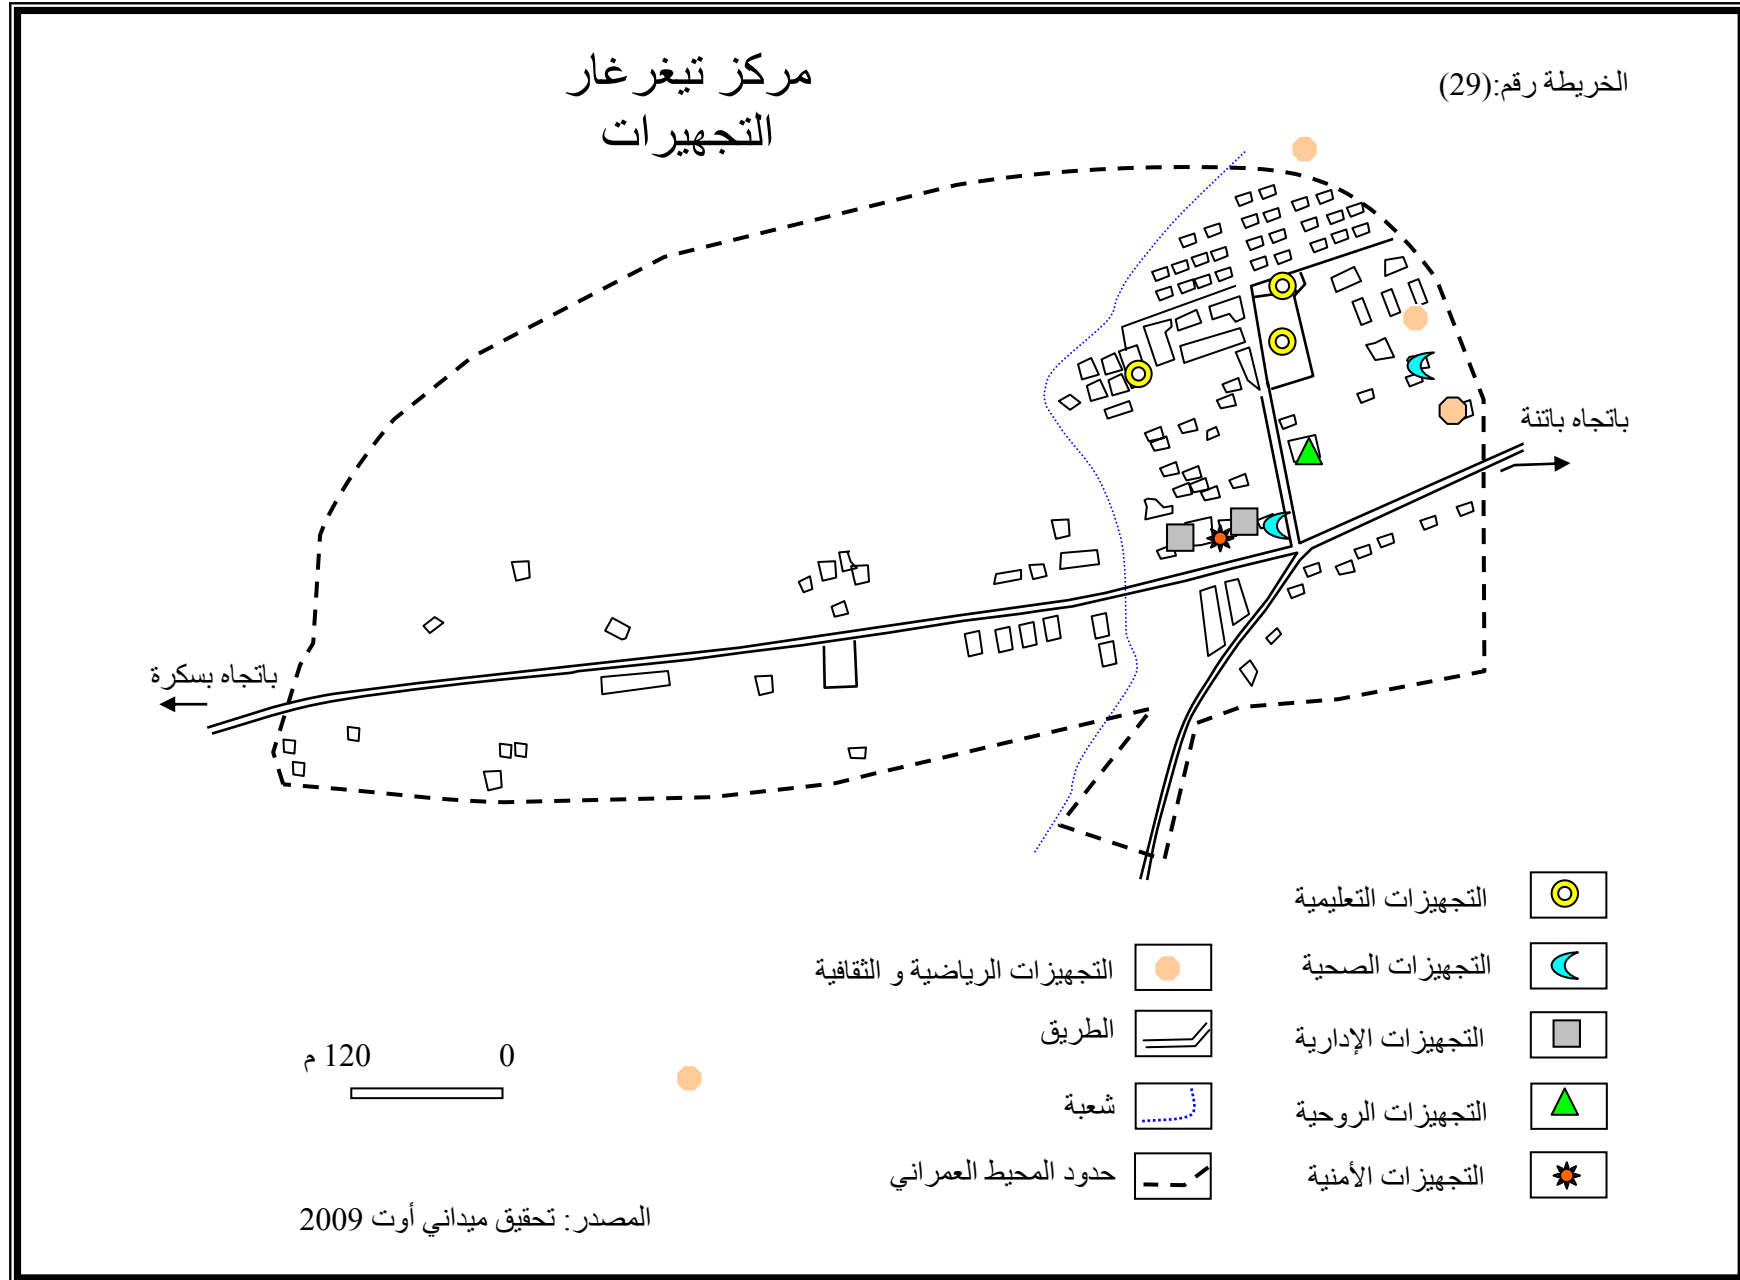 الخريطة رقم:(29)
مركز تيغرغار
التجهيرات
باتجاه باتنة
باتجاه بسكرة
التجهيزات التعليمية
التجهيزات الصحية
التجهيزات الإدارية
التجهيزات الروحية
التجهيزات الأمنية
التجهيزات الرياضية و الثقافية
الطريق
شعبة
حدود المحيط العمراني
0
120 م
المصدر: تحقيق ميداني أوت 2009